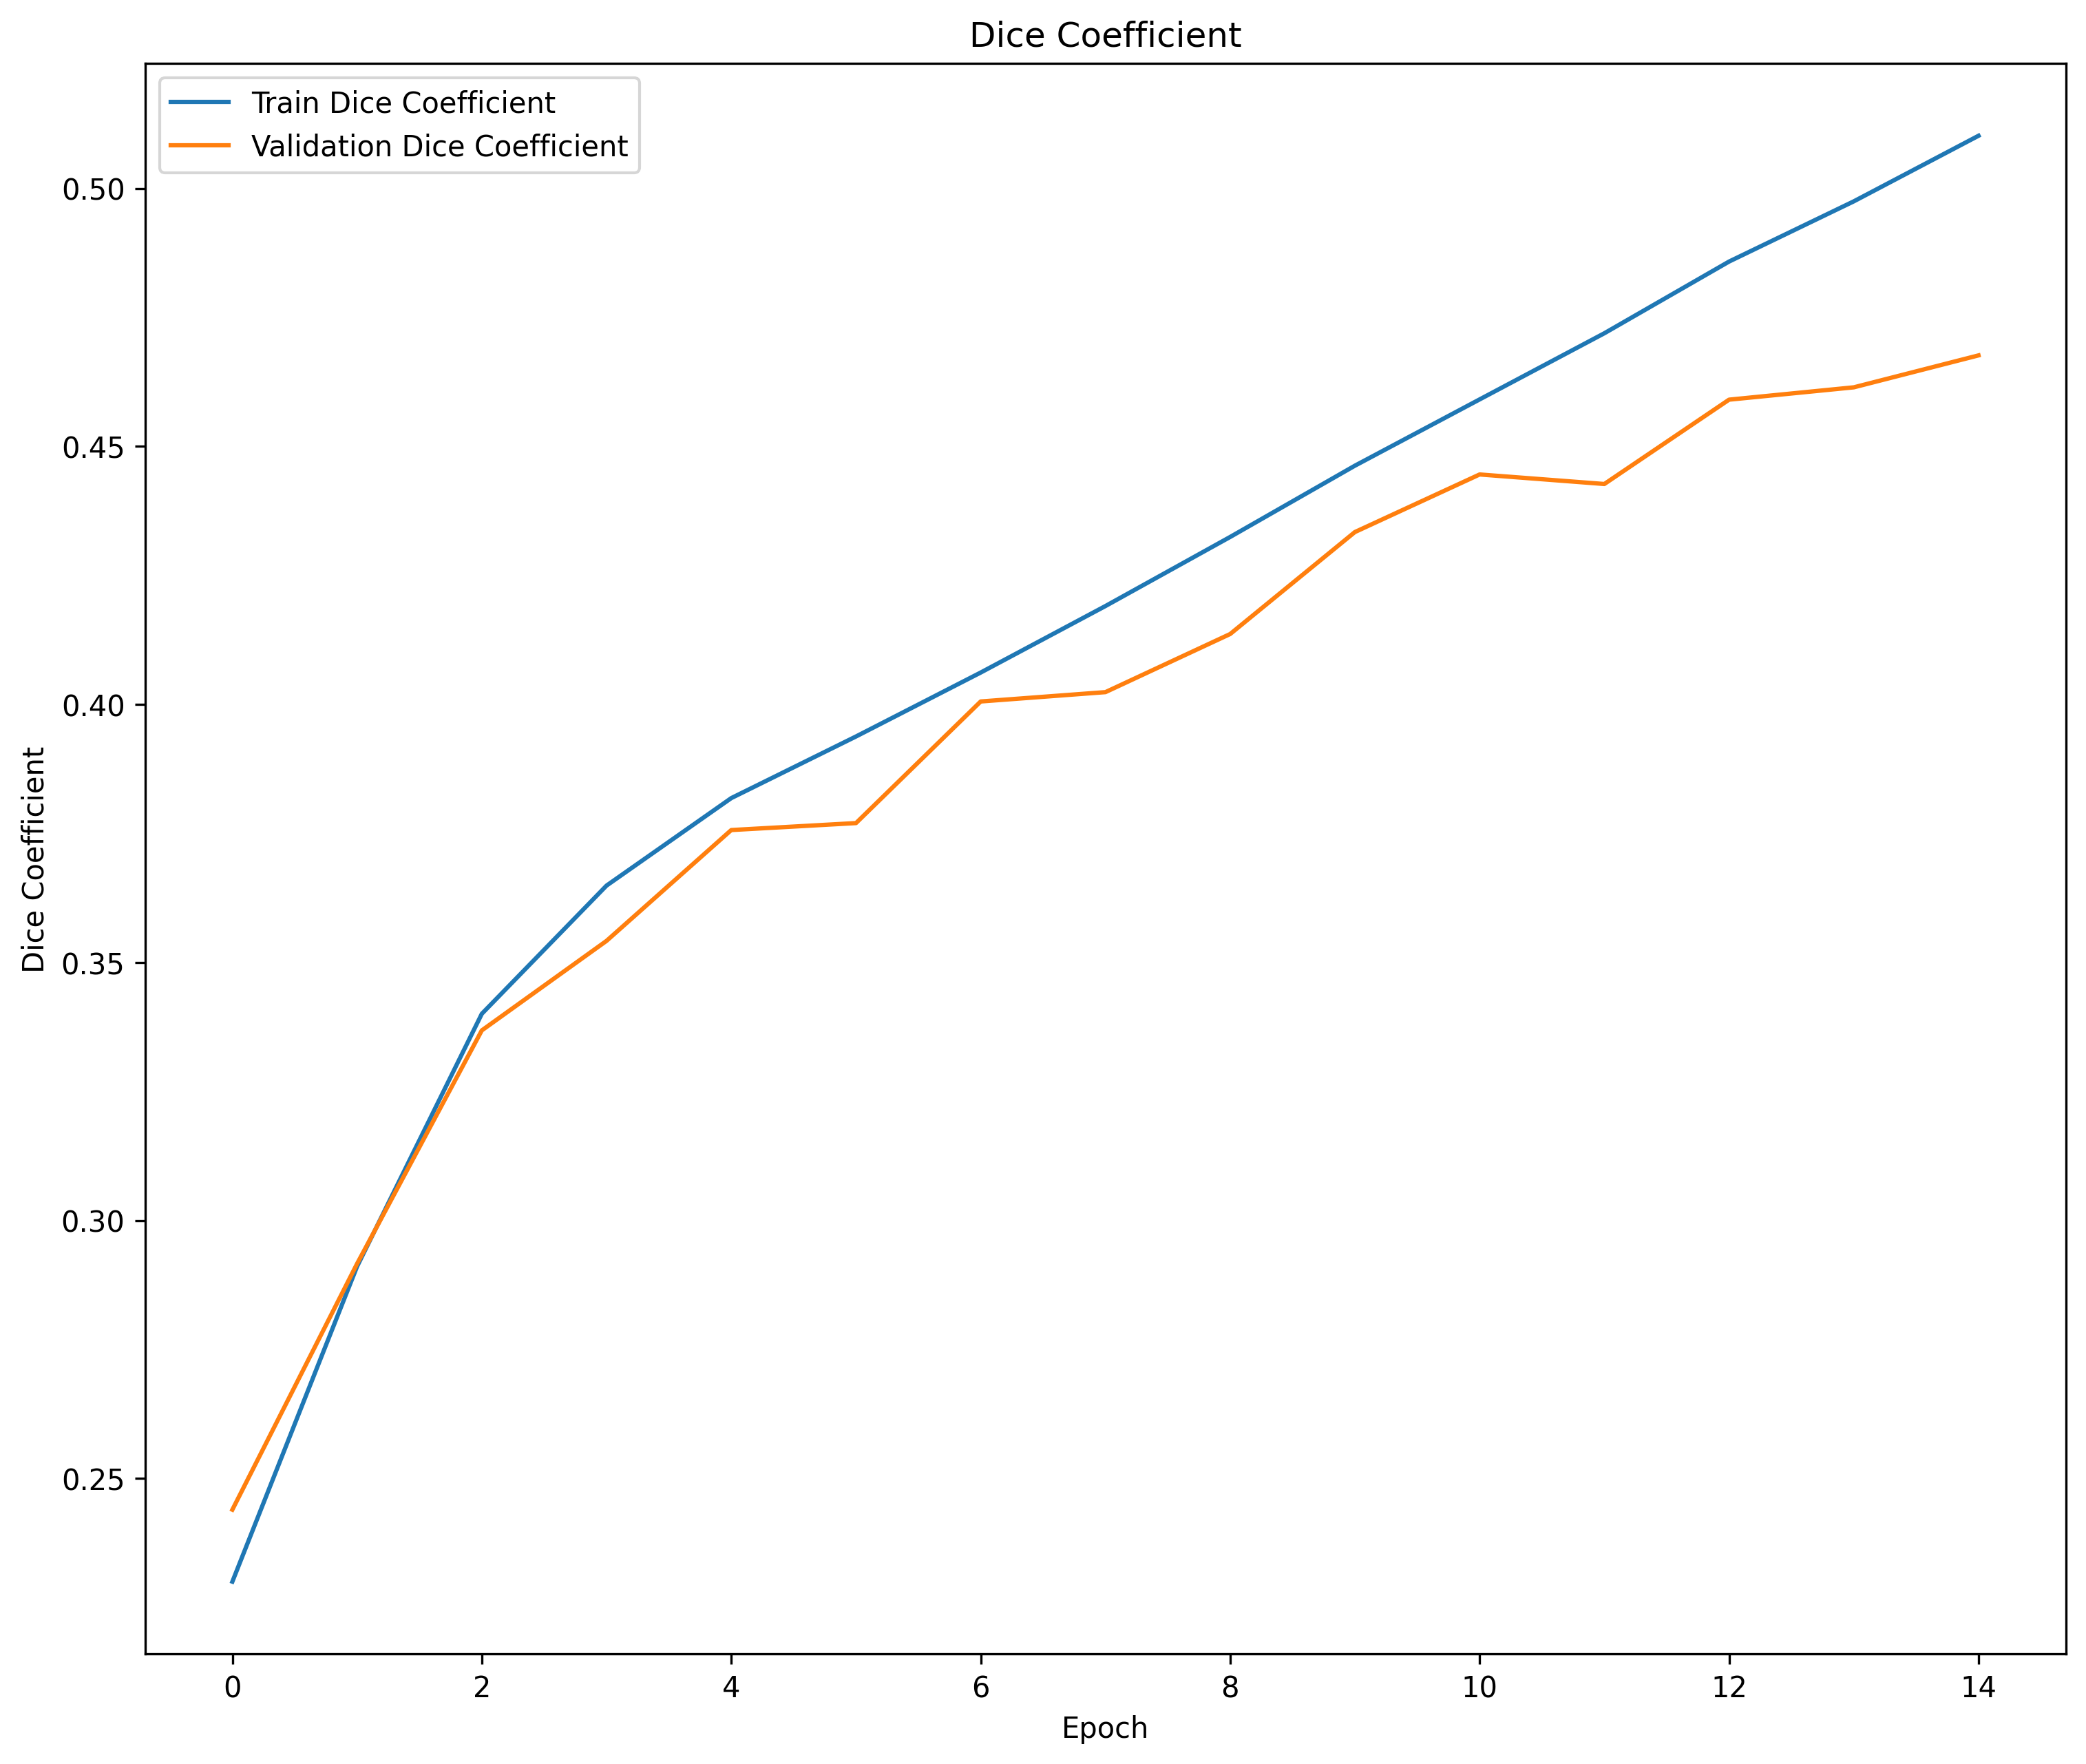 Dice Coefficient
Train Dice Coefficient
Validation Dice Coefficient
0.50
0.45
0.40
0.35
0.30
0.25
Dice Coefficient
0 2 4 6 8 10 12 14
Epoch